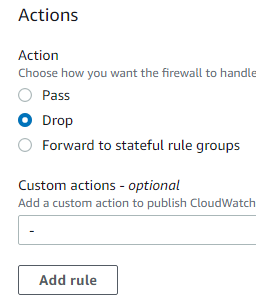 Actions
Action
Choose how you want the firewall to handle
Pass
Drop
Forward to stateful rule groups
Custom actions - optional
Add a custom action to publish CloudWatch
-
Add rule